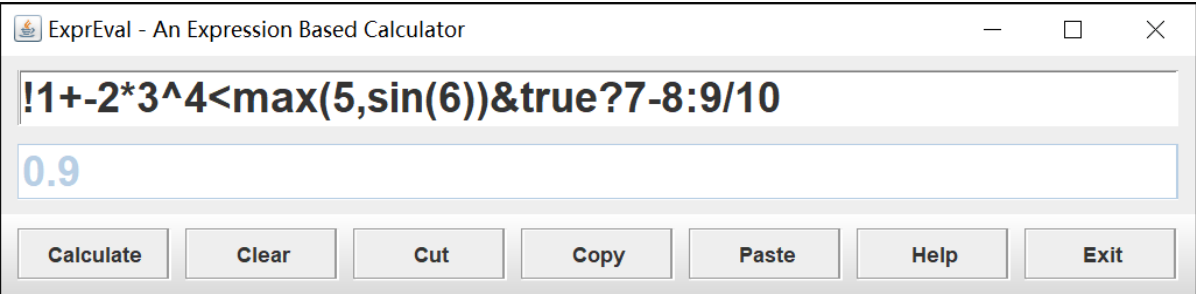 ExprEval - An Expression Based Calculator
!1+-2*3^4<max(5,sin(6))&true?7-8:9/10
0.9
Calculate Clear Cut Copy Paste Help Exit